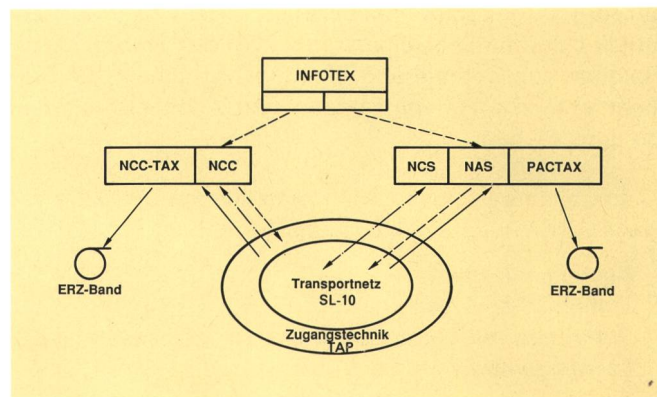 INFOTEX
NCC-TAX NCC
NCS NAS PACTAX
ERZ-Band
Transportnetz
SL-10
ERZ-Band
Zugangstechnik
TAP